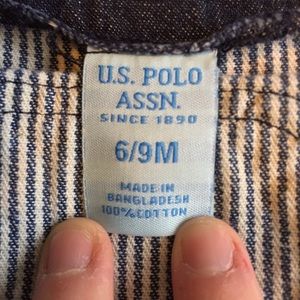 U.S. POLO
ASSN.
SINCE 1890
6/9M
MADE IN
BANGLADESH
100%COTTON